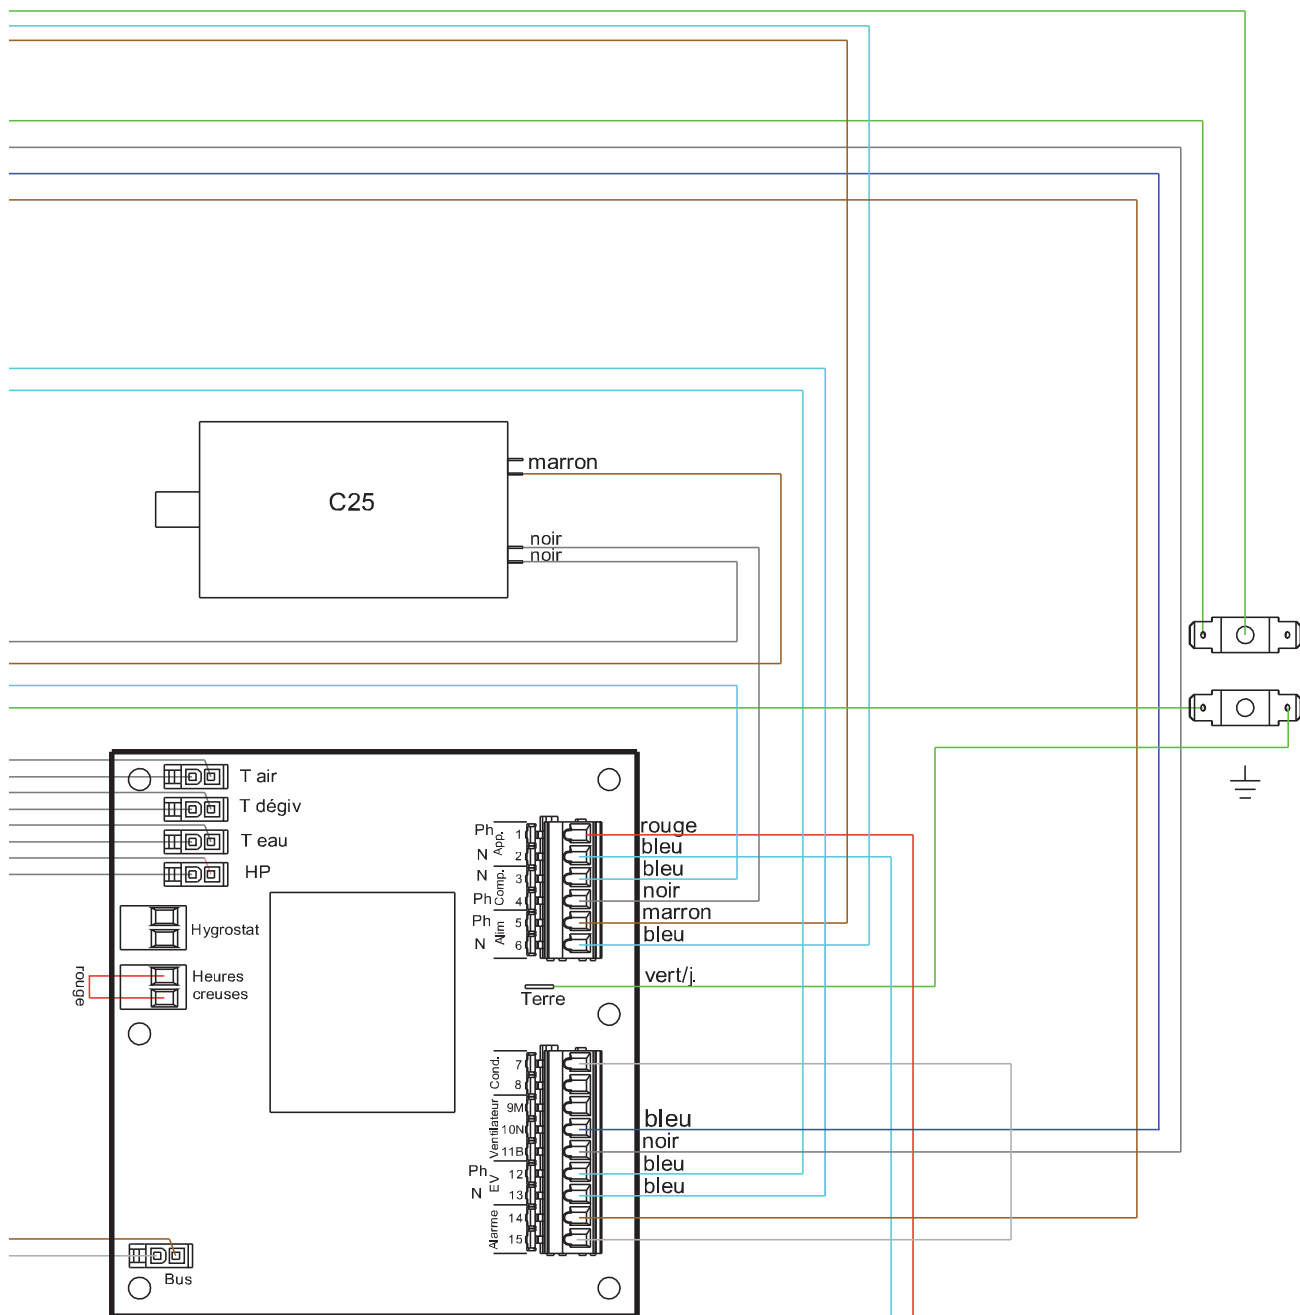 marron
C25
noir
noir
T air
T dégiv
T eau
HP
Hygrostat
Heures
creuses
rouge
Ph
N
N
Ph
Ph
N
App.
Comp.
Alim
1
2
3
4
5
6
rouge
bleu
bleu
noir
marron
bleu
vert/j.
Terre
Cond.
Ventilateur
Ph
N
EV
Alarme
7
8
9M
10N
11B
12
13
14
15
bleu
noir
bleu
bleu
Bus